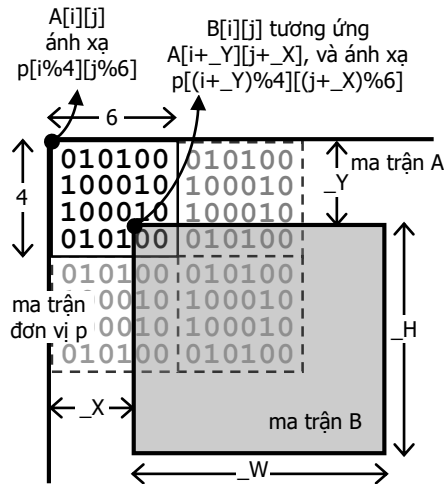 A[i][j]
ánh xạ
p[i%4][j%6]
B[i][j] tương ứng
A[i+_Y][j+_X], và ánh xạ
p[(i+_Y)%4][(j+_X)%6]
6
4
010100 010100
100010 100010
100010 100010
010100 010100
ma trận A
_Y
010100 010100
100010 100010
100010 100010
010100 010100
ma trận
đơn vị p
_H
_X
ma trận B
_W